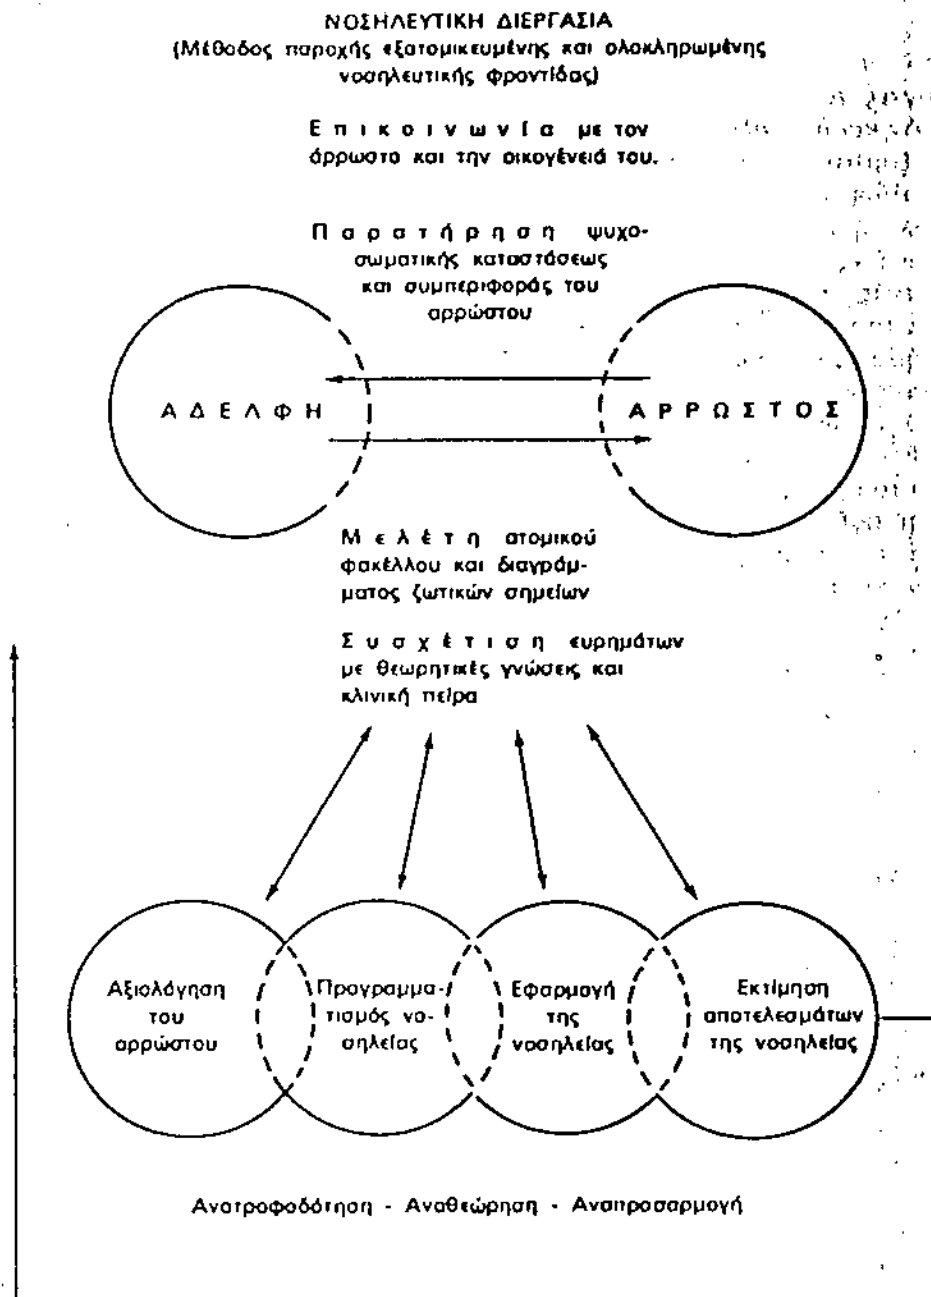 ΝΟΣΗΛΕΥΤΙΚΗ ΔΙΕΡΓΑΣΙΑ
(Μέθοδος παροχής εξατομικευμένης και ολοκληρωμένης
νοσηλευτικής φροντίδας)
Επικοινωνία με τον
άρρωστο και την οικογένειά του.
Παρατήρηση ψυχο-
σωματικής καταστάσεως
και συμπεριφοράς του
αρρώστου
ΑΔΕΛΦΗ
ΑΡΡΩΣΤΟΣ
Μελέτη ατομικού
φακέλλου και διαγράμ-
ματος ζωτικών σημείων
Συσχέτιση ευρημάτων
με θεωρητικές γνώσεις και
κλινική πείρα
Αξιολόγηση
του
αρρώστου
Προγραμμα-
τισμός νο-
σηλείας
Εφαρμογή
της
νοσηλείας
Εκτίμηση
αποτελεσμάτων
της νοσηλείας
Ανατροφοδότηση - Αναθεώρηση - Αναπροσαρμογή